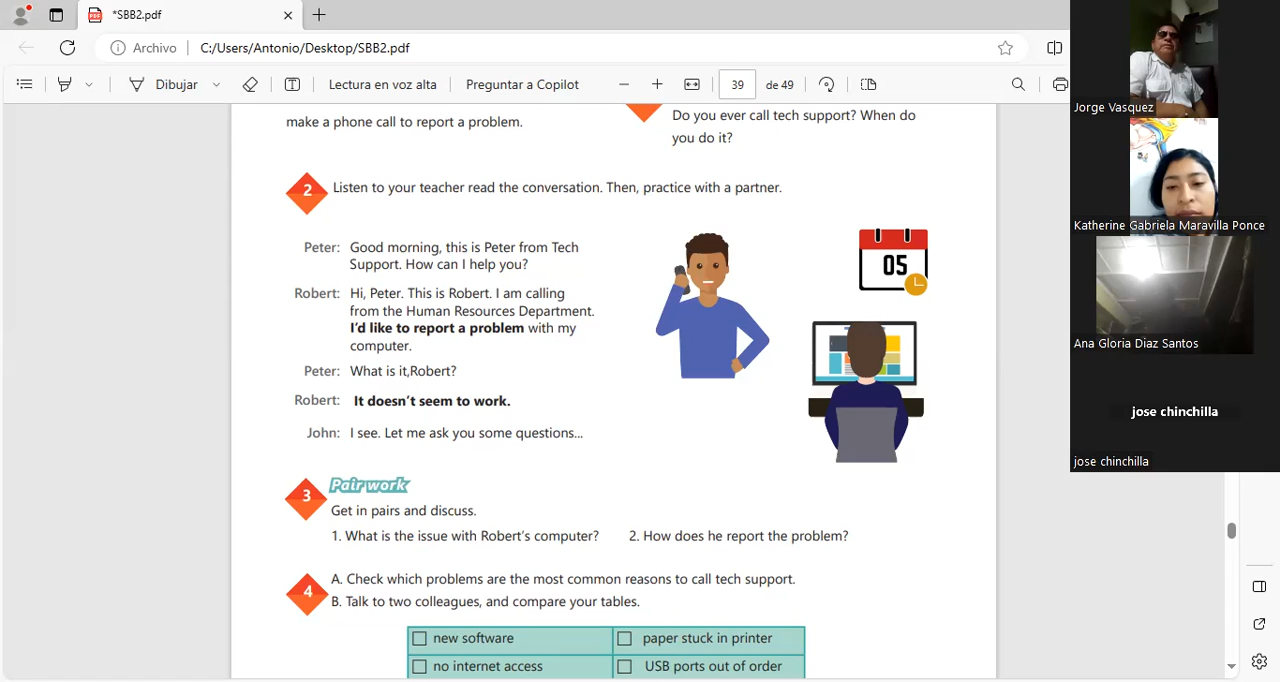 *SBB2.pdf
Archivo
C:/Users/Antonio/Desktop/SBB2.pdf
Dibujar
Lectura en voz alta
Preguntar a Copilot
39
de 49
make a phone call to report a problem.
Do you ever call tech support? When do
you do it?
2
Listen to your teacher read the conversation. Then, practice with a partner.
Peter: Good morning, this is Peter from Tech
Support. How can I help you?
Robert: Hi, Peter. This is Robert. I am calling
from the Human Resources Department.
I'd like to report a problem with my
computer.
Peter: What is it,Robert?
Robert: It doesn't seem to work.
John: I see. Let me ask you some questions...
05
3
Pair work
Get in pairs and discuss.
1. What is the issue with Robert's computer?
2. How does he report the problem?
4
A. Check which problems are the most common reasons to call tech support.
B. Talk to two colleagues, and compare your tables.
new software
paper stuck in printer
no internet access
USB ports out of order
Jorge Vasquez
Katherine Gabriela Maravilla Ponce
Ana Gloria Diaz Santos
jose chinchilla
jose chinchilla